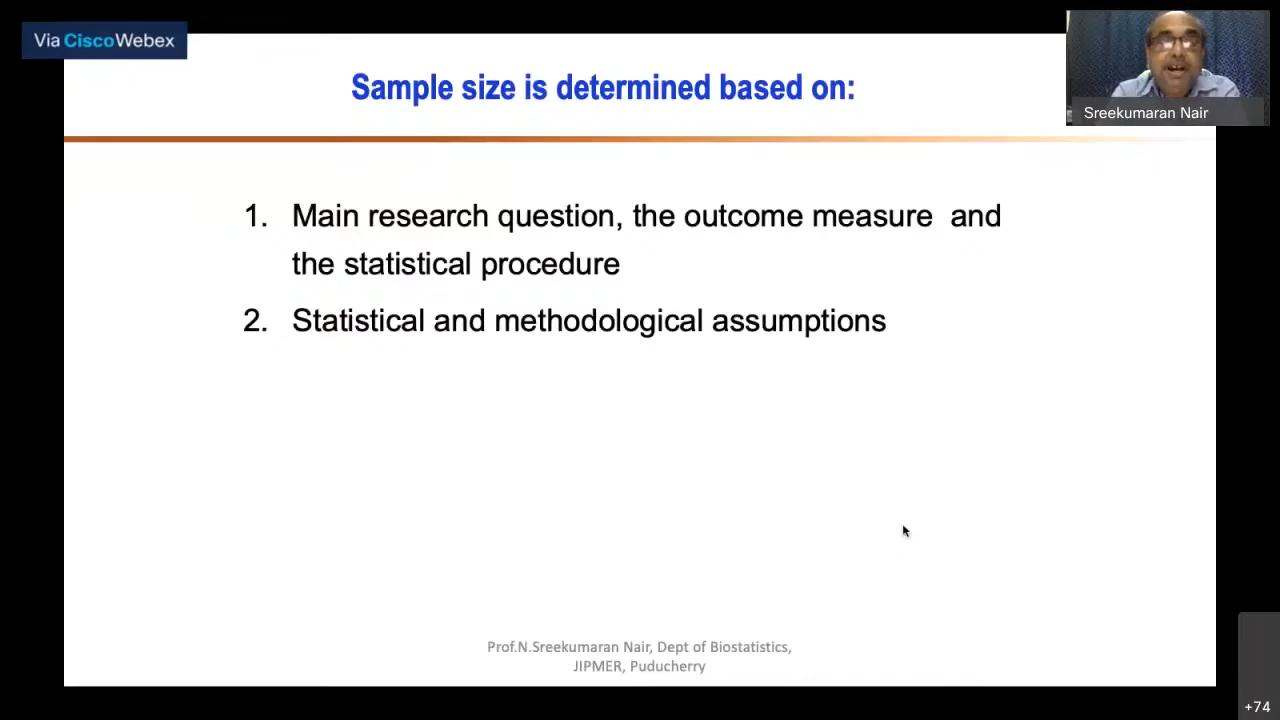 Via CiscoWebex
Sample size is determined based on:
Sreekumaran Nair
1. Main research question, the outcome measure and
the statistical procedure
2. Statistical and methodological assumptions
Prof.N.Sreekumaran Nair, Dept of Biostatistics,
JIPMER, Puducherry
+74